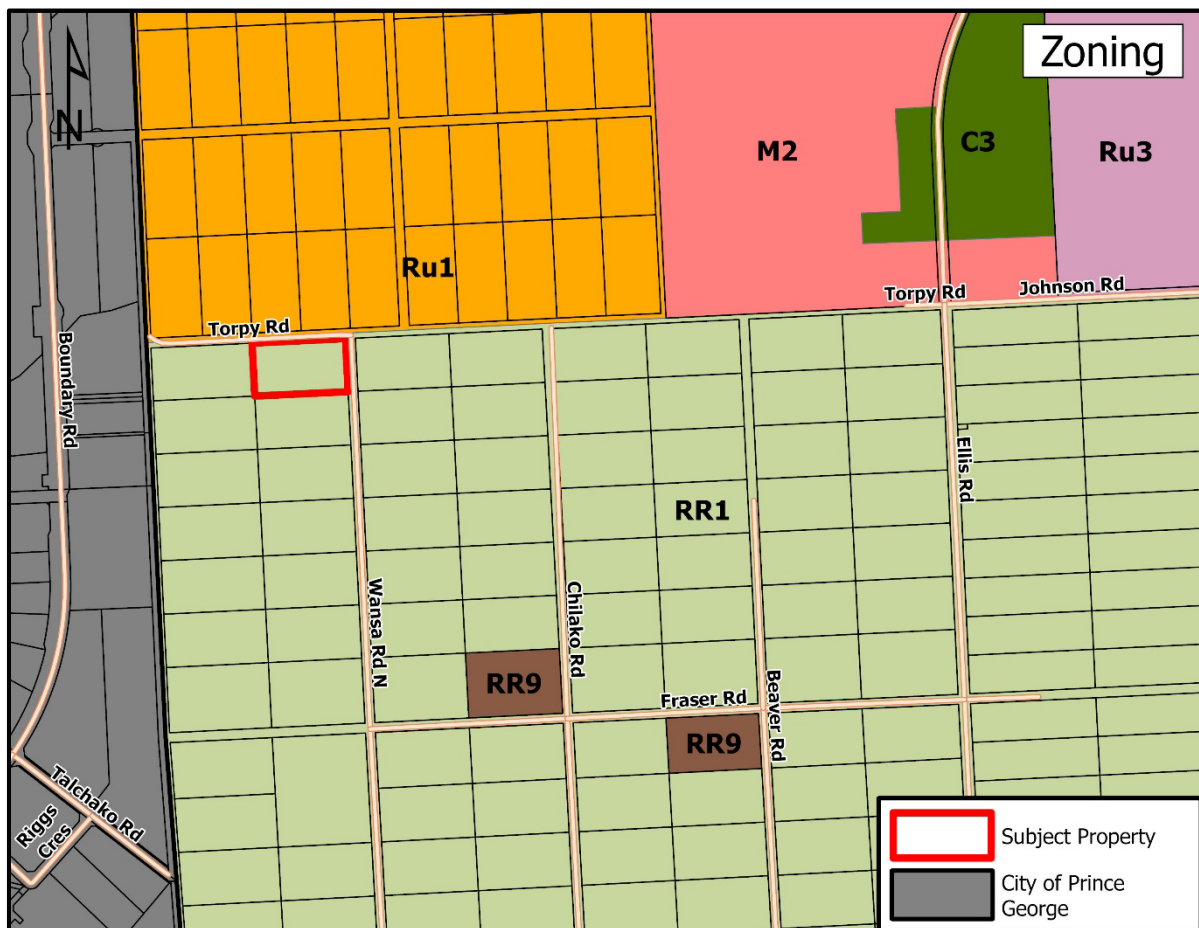 Zoning
N
M2
C3
Ru3
Ru1
Torpy Rd
Torpy Rd
Johnson Rd
Boundary Rd
Ellis Rd
RR1
Wansa Rd N
Chilako Rd
Beaver Rd
RR9
Fraser Rd
RR9
Talchako Rd
Riggs
Cres
Subject Property
City of Prince
George